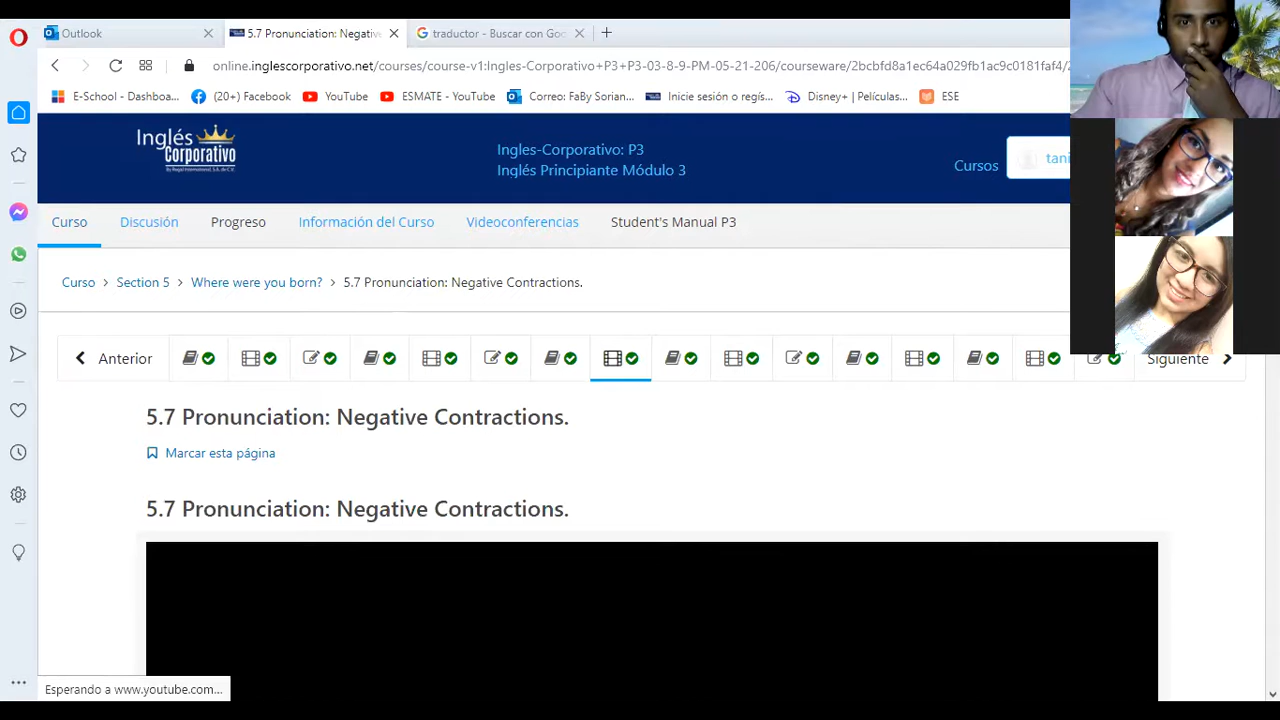 Outlook
5.7 Pronunciation: Negativ
traductor - Buscar con Goo
online.inglescorporativo.net/courses/course-v1:Ingles-Corporativo+P3+P3-03-8-9-PM-05-21-206/courseware/2bcbfd8a1ec64a029fb1ac9c0181faf4/
E-School - Dashboa...
(20+) Facebook
YouTube
ESMATE - YouTube
Correo: FaBy Sorian...
Inicie sesión o regís...
Disney+ | Películas...
ESE
Inglés
Corporativo
Ingles-Corporativo: P3
Inglés Principiante Módulo 3
Cursos
tani
Curso
Discusión
Progreso
Información del Curso
Videoconferencias
Student's Manual P3
Curso > Section 5 > Where were you born? > 5.7 Pronunciation: Negative Contractions.
Anterior
Siguiente
5.7 Pronunciation: Negative Contractions.
Marcar esta página
5.7 Pronunciation: Negative Contractions.
Esperando a www.youtube.com...